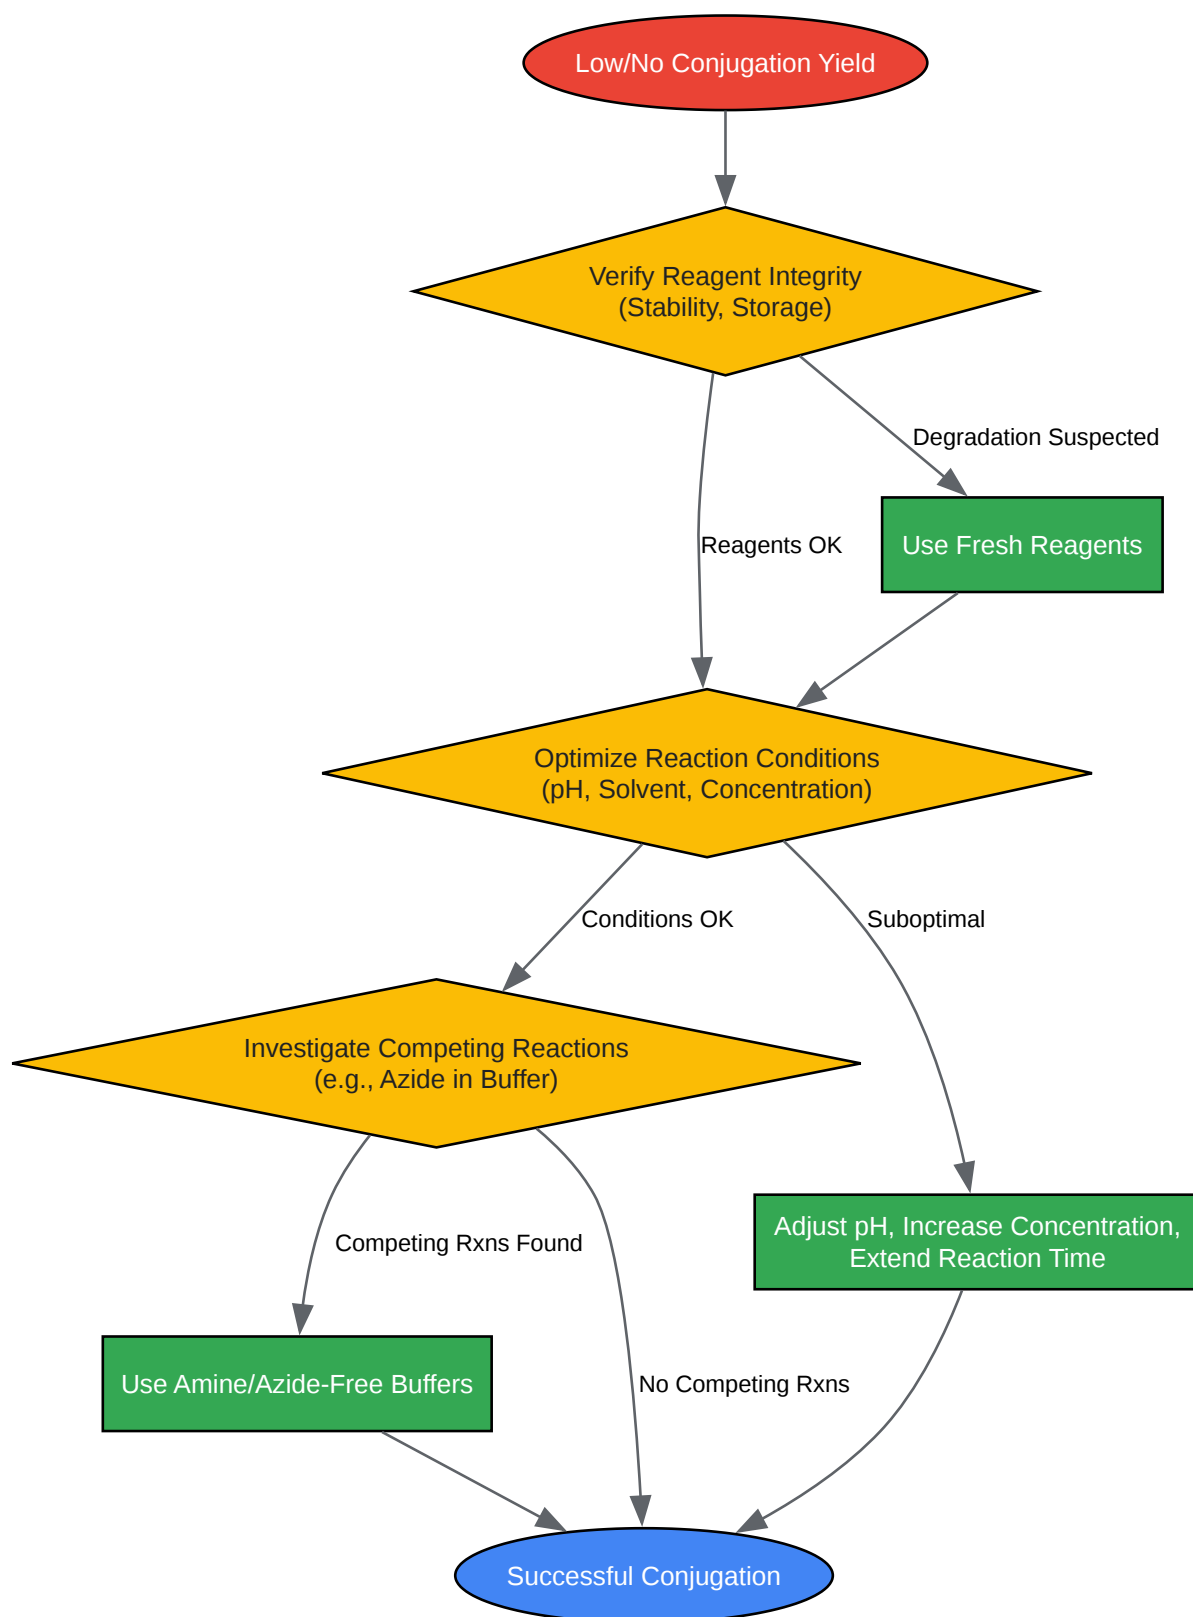 Low/No Conjugation Yield
Verify Reagent Integrity
(Stability, Storage)
Degradation Suspected
Reagents OK
Use Fresh Reagents
Optimize Reaction Conditions
(pH, Solvent, Concentration)
Conditions OK
Suboptimal
Investigate Competing Reactions
(e.g., Azide in Buffer)
Adjust pH, Increase Concentration,
Extend Reaction Time
Competing Rxns Found
Use Amine/Azide-Free Buffers
No Competing Rxns
Successful Conjugation